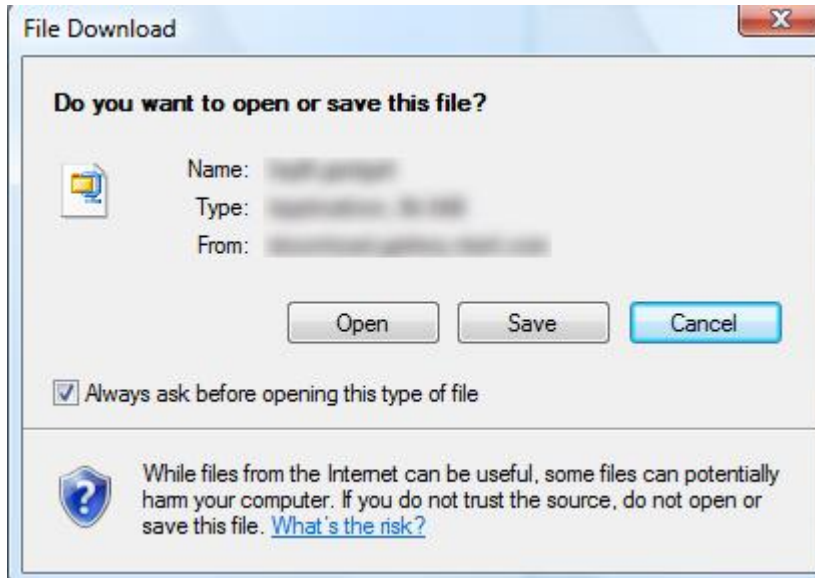 File Download
Do you want to open or save this file?
Name:
Type:
From:
Open Save Cancel
Always ask before opening this type of file
While files from the Internet can be useful, some files can potentially
harm your computer. If you do not trust the source, do not open or
save this file. What's the risk?